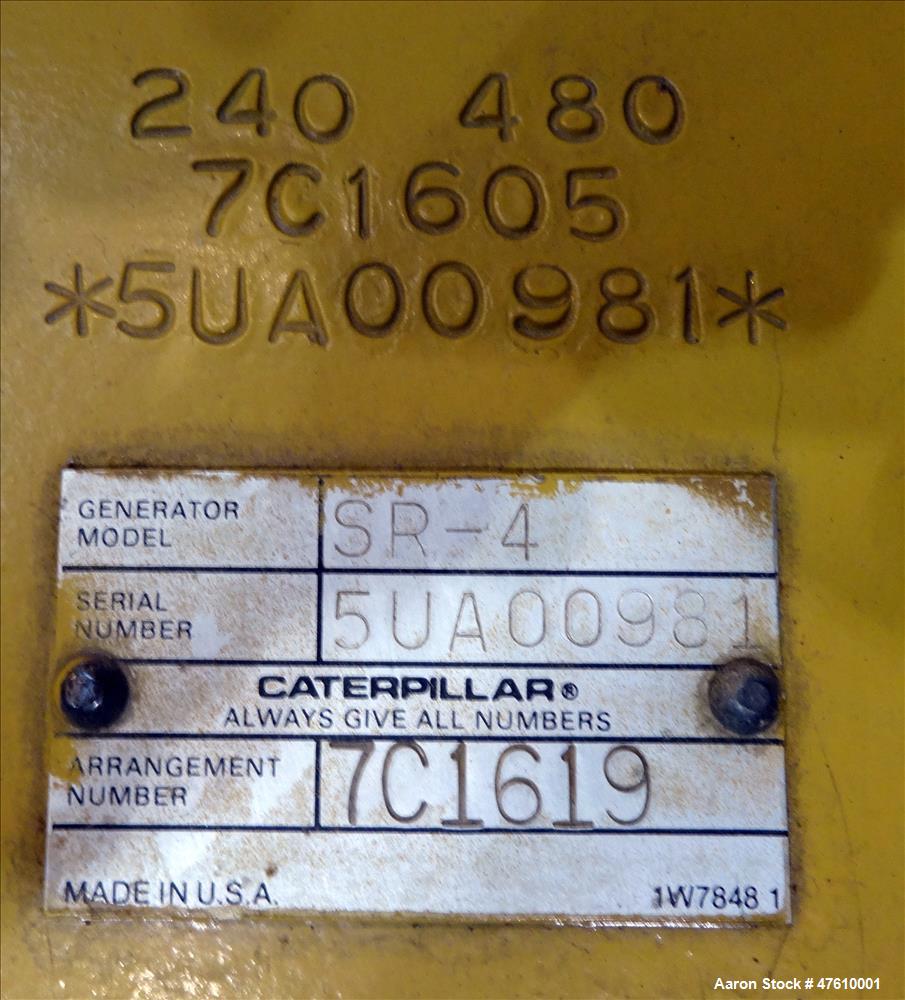 240 480
7C1605
*5UA00981*
GENERATOR MODEL SR-4
SERIAL NUMBER 5UA00981
CATERPILLAR®
ALWAYS GIVE ALL NUMBERS
ARRANGEMENT NUMBER 7C1619
MADE IN U.S.A. 1W7848 1
Aaron Stock # 47610001